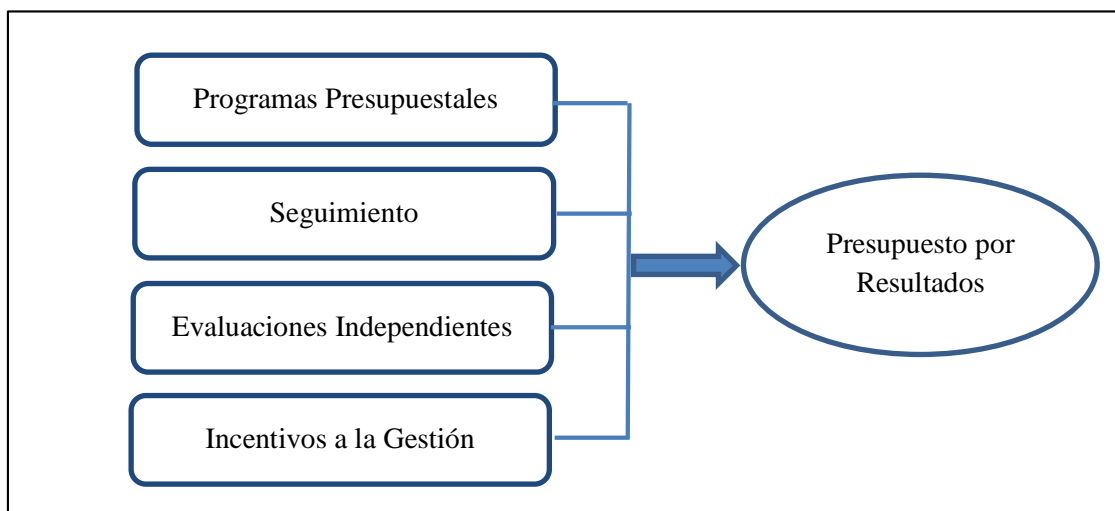 Programas Presupuestales
Seguimiento
Evaluaciones Independientes
Incentivos a la Gestión
Presupuesto por
Resultados